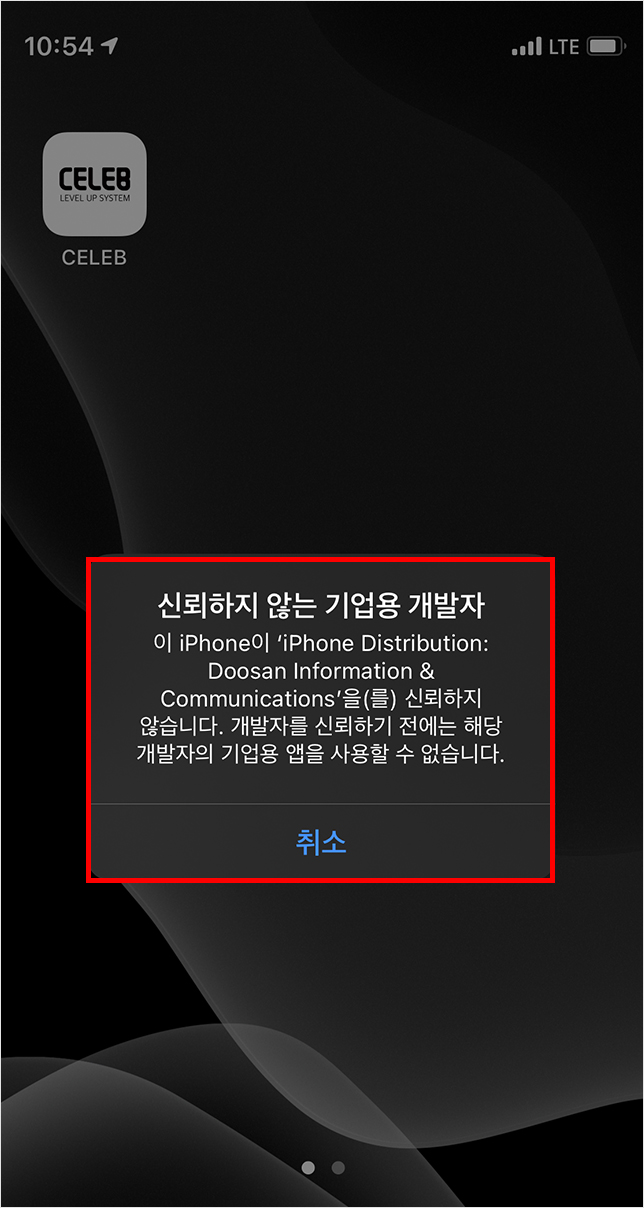 10:54
LTE
CELEB
LEVEL UP SYSTEM
CELEB
신뢰하지 않는 기업용 개발자
이 iPhone이 ‘iPhone Distribution:
Doosan Information &
Communications’을(를) 신뢰하지
않습니다. 개발자를 신뢰하기 전에는 해당
개발자의 기업용 앱을 사용할 수 없습니다.
취소